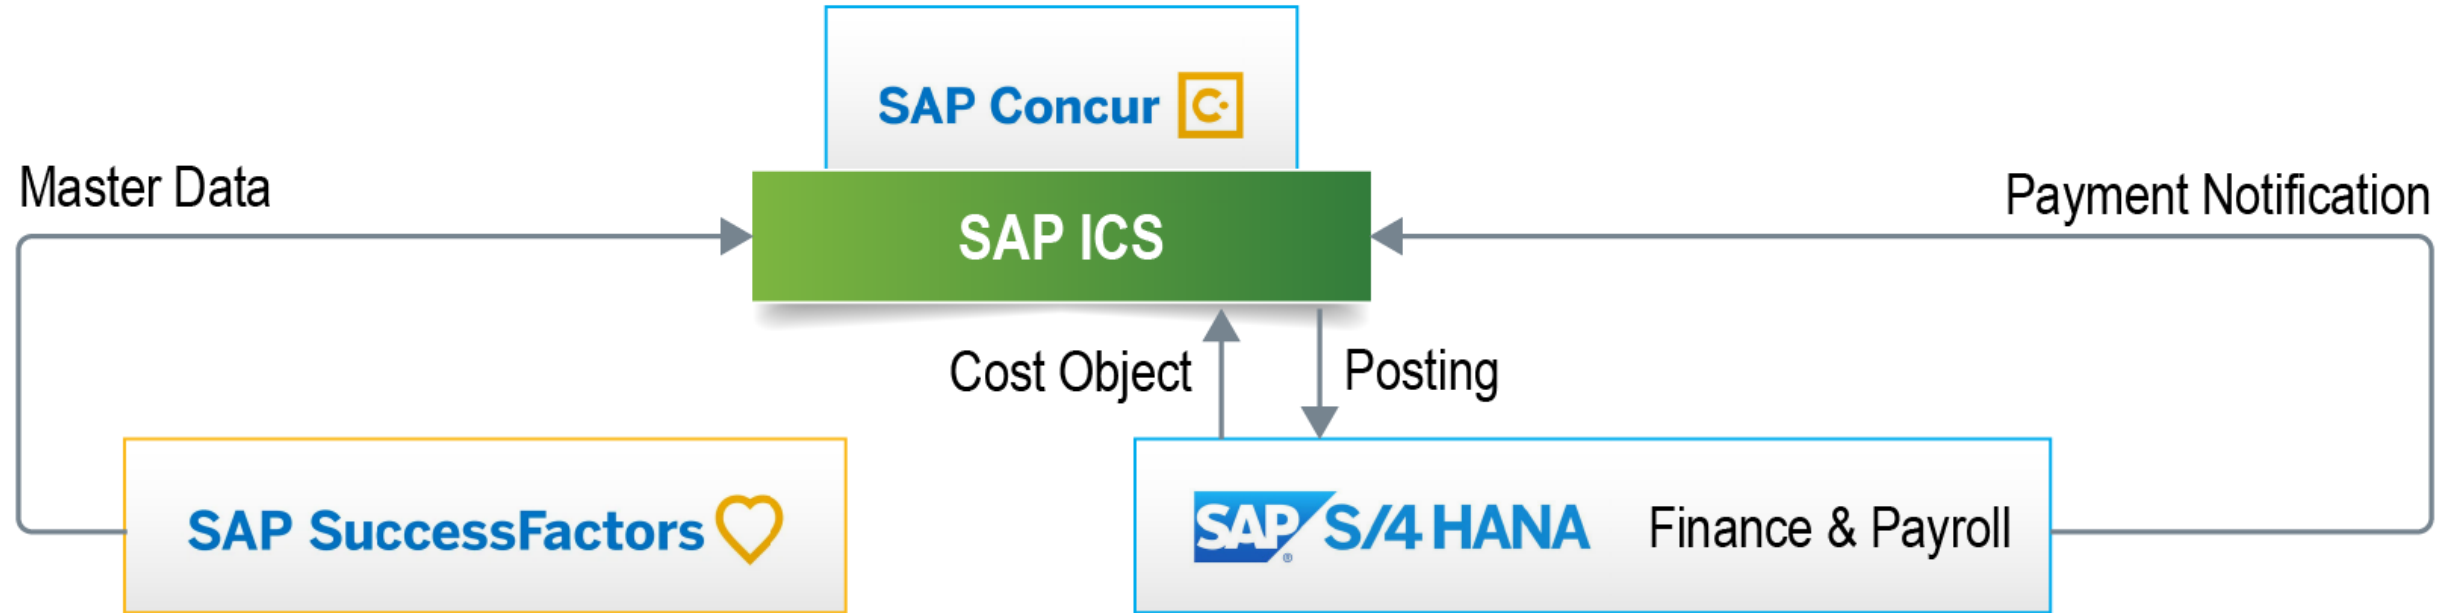 SAP Concur C
Master Data
SAP ICS
Payment Notification
Cost Object
Posting
SAP SuccessFactors
SAP® S/4 HANA Finance & Payroll